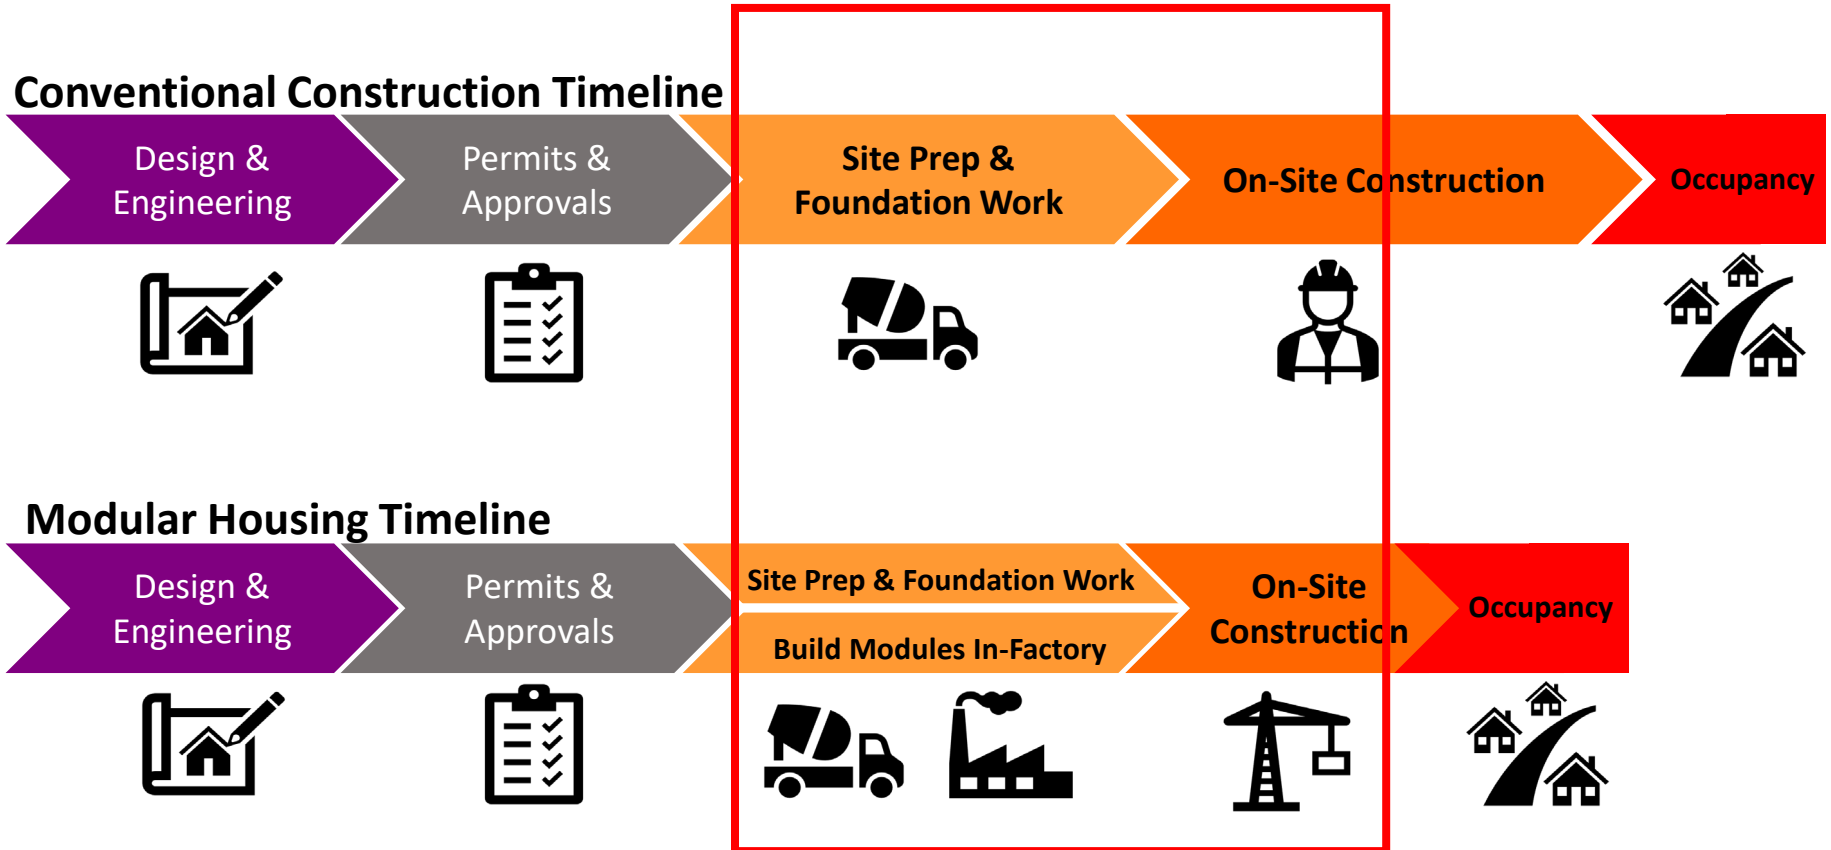 Conventional Construction Timeline
Design &
Engineering
Permits &
Approvals
Site Prep &
Foundation Work
On-Site Construction
Occupancy
Modular Housing Timeline
Design &
Engineering
Permits &
Approvals
Site Prep & Foundation Work
Build Modules In-Factory
On-Site
Construction
Occupancy